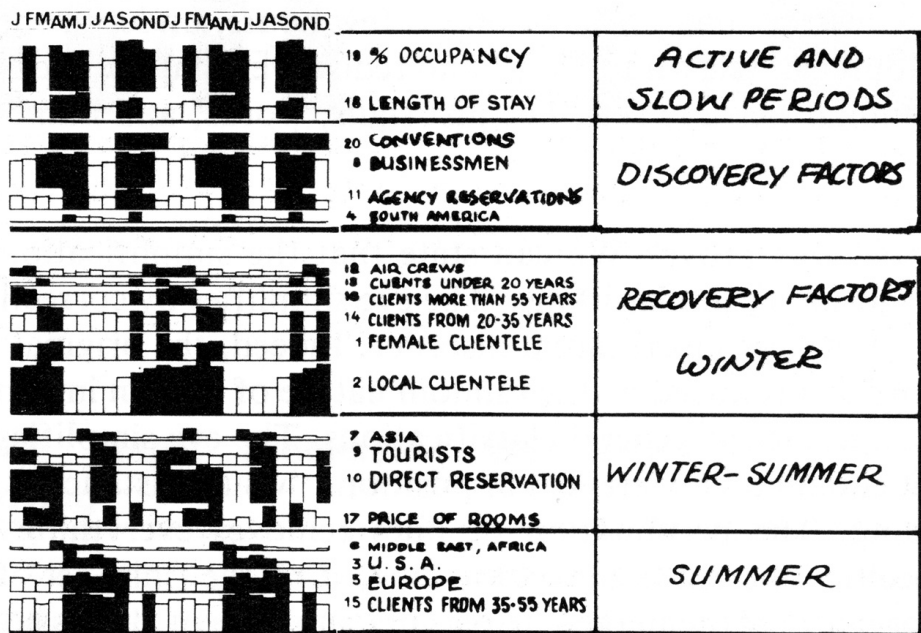 J FMAMJ JASOND J FMAMJ JASOND
19 % OCCUPANCY
18 LENGTH OF STAY
ACTIVE AND
SLOW PERIODS
20 CONVENTIONS
8 BUSINESSMEN
11 AGENCY RESERVATIONS
4 SOUTH AMERICA
DISCOVERY FACTORS
12 AIR CREWS
13 CLIENTS UNDER 20 YEARS
16 CLIENTS MORE THAN 55 YEARS
14 CLIENTS FROM 20-35 YEARS
1 FEMALE CLIENTELE
2 LOCAL CLIENTELE
RECOVERY FACTORS
WINTER
7 ASIA
9 TOURISTS
10 DIRECT RESERVATION
17 PRICE OF ROOMS
WINTER-SUMMER
6 MIDDLE EAST, AFRICA
3 U.S.A.
5 EUROPE
15 CLIENTS FROM 35-55 YEARS
SUMMER